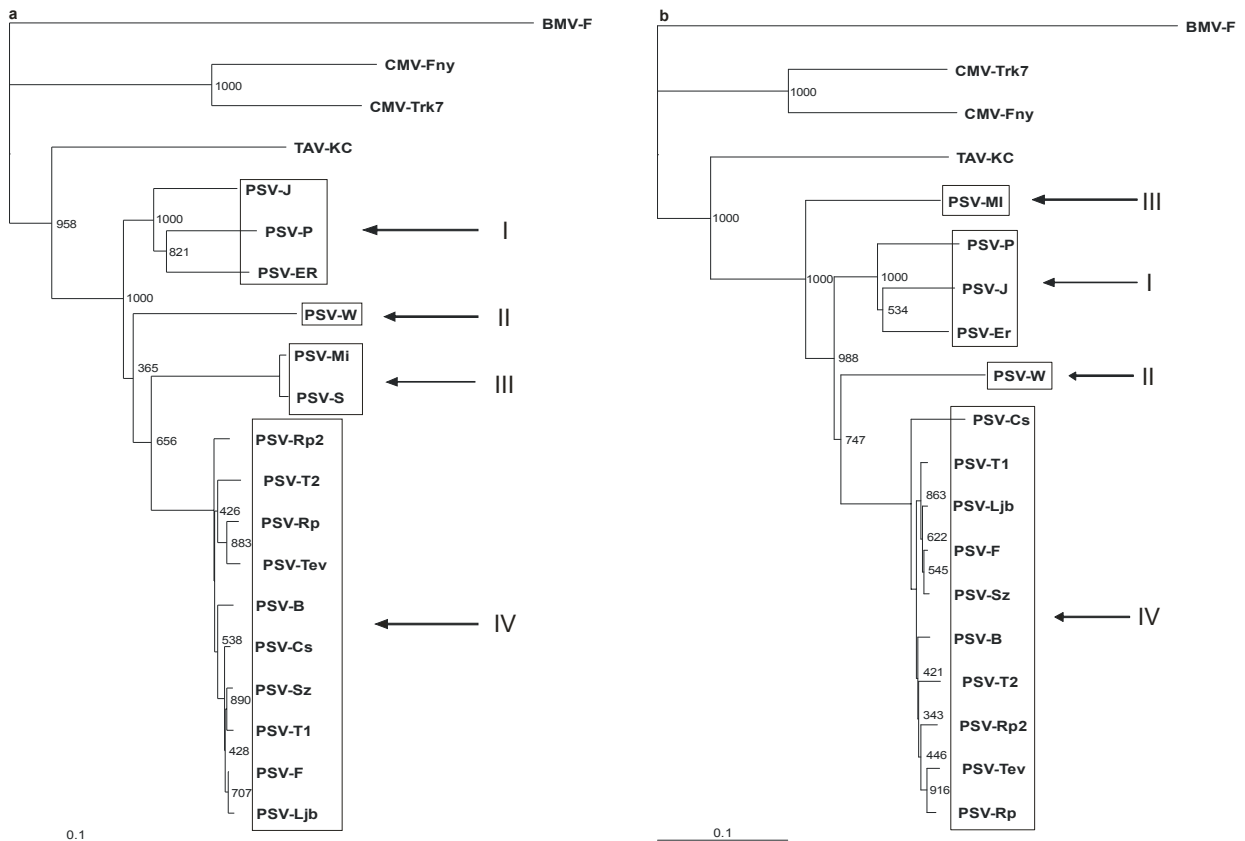 a
BMV-F
CMV-Fny
1000
CMV-Trk7
TAV-KC
958
PSV-J
1000
PSV-P
821
PSV-ER
I
1000
PSV-W
II
365
PSV-Mi
PSV-S
III
656
PSV-Rp2
PSV-T2
426
PSV-Rp
883
PSV-Tev
PSV-B
538
PSV-Cs
PSV-Sz
890
PSV-T1
428
PSV-F
707
PSV-Ljb
IV
0.1
b
BMV-F
CMV-Trk7
1000
CMV-Fny
TAV-KC
1000
PSV-MI
III
1000
PSV-P
1000
PSV-J
534
PSV-Er
I
988
PSV-W
II
747
PSV-Cs
PSV-T1
863
PSV-Ljb
622
PSV-F
545
PSV-Sz
PSV-B
421
PSV-T2
343
PSV-Rp2
446
PSV-Tev
916
PSV-Rp
IV
0.1